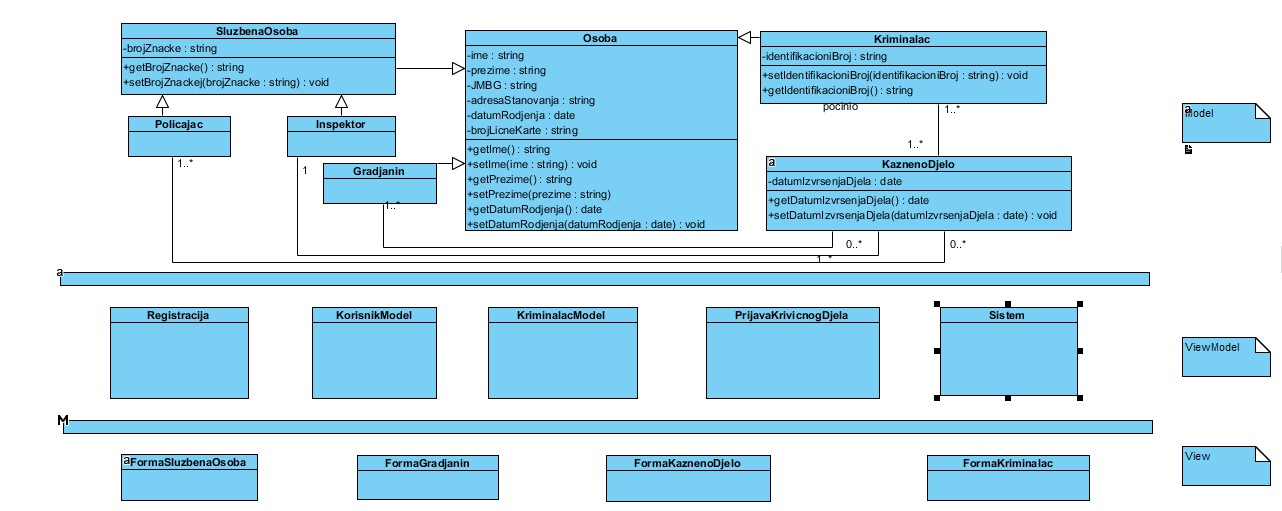 SluzbenaOsoba
-brojZnacke : string
+getBrojZnacke() : string
+setBrojZnackej(brojZnacke : string) : void
Osoba
-ime : string
-prezime : string
-JMBG : string
-adresaStanovanja : string
-datumRodjenja : date
-brojLicneKarte : string
+getIme() : string
+setIme(ime : string) : void
+getPrezime() : string
+setPrezime(prezime : string)
+getDatumRodjenja() : date
+setDatumRodjenja(datumRodjenja : date) : void
Kriminalac
-identifikacioniBroj : string
+setIdentifikacioniBroj(identifikacioniBroj : string) : void
+getIdentifikacioniBroj() : string
pocinio
1..*
1..*
Policajac
1..*
Inspektor
1
Gradjanin
1..*
a
KaznenoDjelo
-datumIzvrsenjaDjela : date
+getDatumIzvrsenjaDjela() : date
+setDatumIzvrsenjaDjela(datumIzvrsenjaDjela : date) : void
0..*
0..*
a
Model
a
Registracija
KorisnikModel
KriminalacModel
PrijavaKrivicnogDjela
Sistem
ViewModel
M
a
FormaSluzbenaOsoba
FormaGradjanin
FormaKaznenoDjelo
FormaKriminalac
View